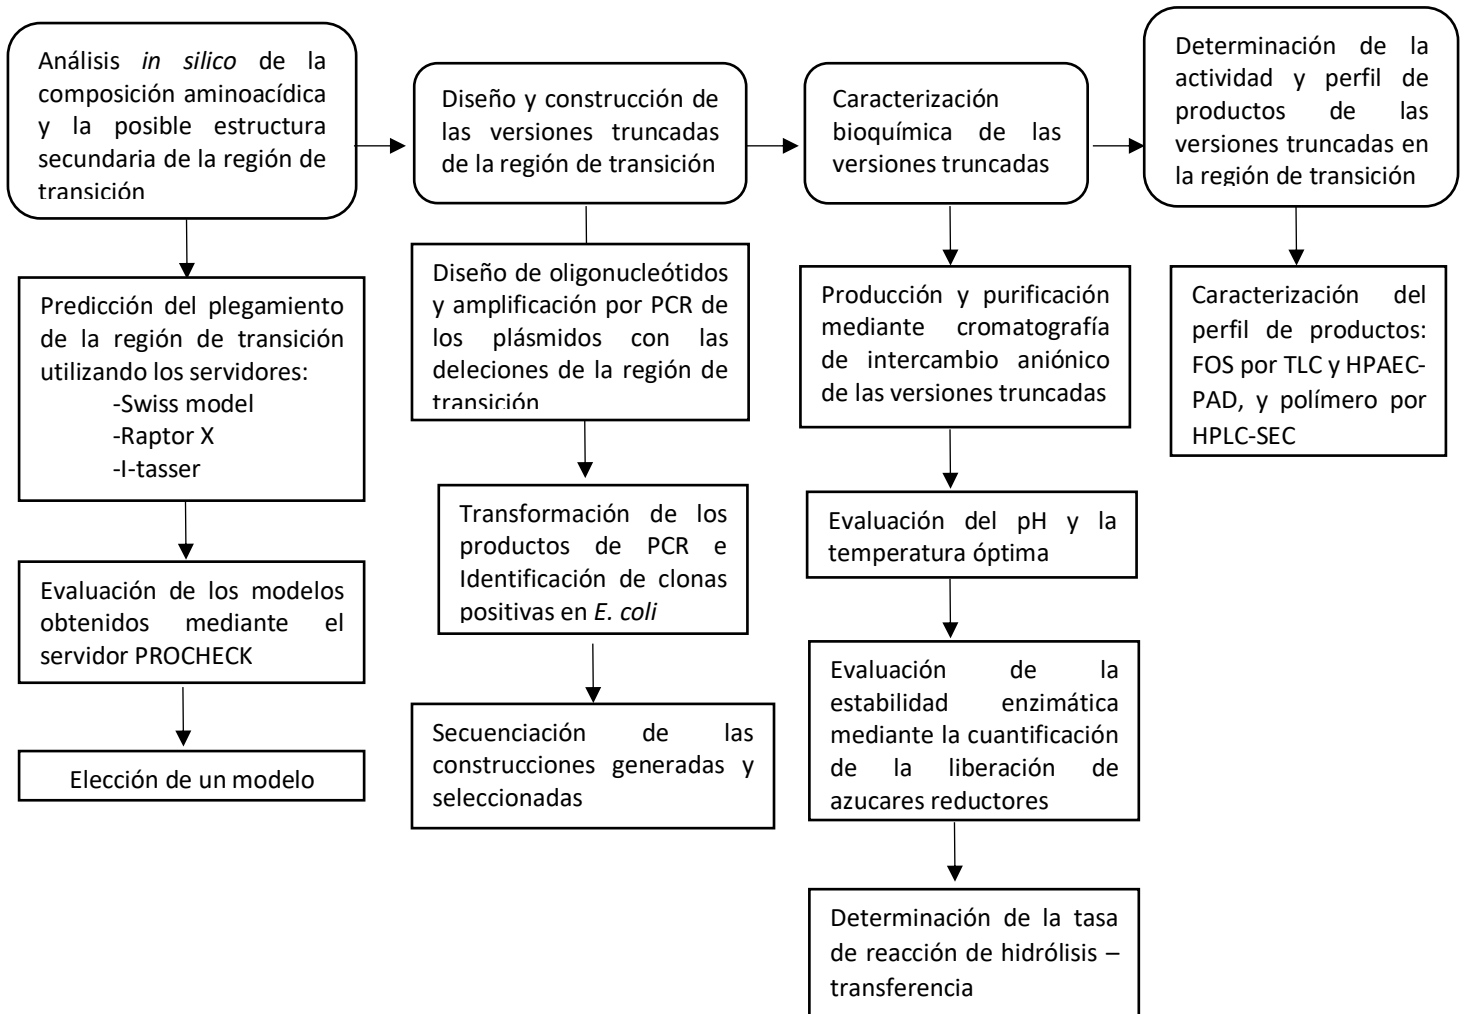 Análisis in silico de la
composición aminoacídica
y la posible estructura
secundaria de la región de
transición
Predicción del plegamiento
de la región de transición
utilizando los servidores:
-Swiss model
-Raptor X
-I-tasser
Evaluación de los modelos
obtenidos mediante el
servidor PROCHECK
Elección de un modelo
Diseño y construcción de
las versiones truncadas
de la región de transición
Diseño de oligonucleótidos
y amplificación por PCR de
los plásmidos con las
deleciones de la región de
transición
Transformación de los
productos de PCR e
Identificación de clonas
positivas en E. coli
Secuenciación de las
construcciones generadas y
seleccionadas
Caracterización
bioquímica de las
versiones truncadas
Producción y purificación
mediante cromatografía
de intercambio aniónico
de las versiones truncadas
Evaluación del pH y la
temperatura óptima
Evaluación de la
estabilidad enzimática
mediante la cuantificación
de la liberación de
azucares reductores
Determinación de la tasa
de reacción de hidrólisis –
transferencia
Determinación de la
actividad y perfil de
productos de las
versiones truncadas en
la región de transición
Caracterización del
perfil de productos:
FOS por TLC y HPAEC-
PAD, y polímero por
HPLC-SEC